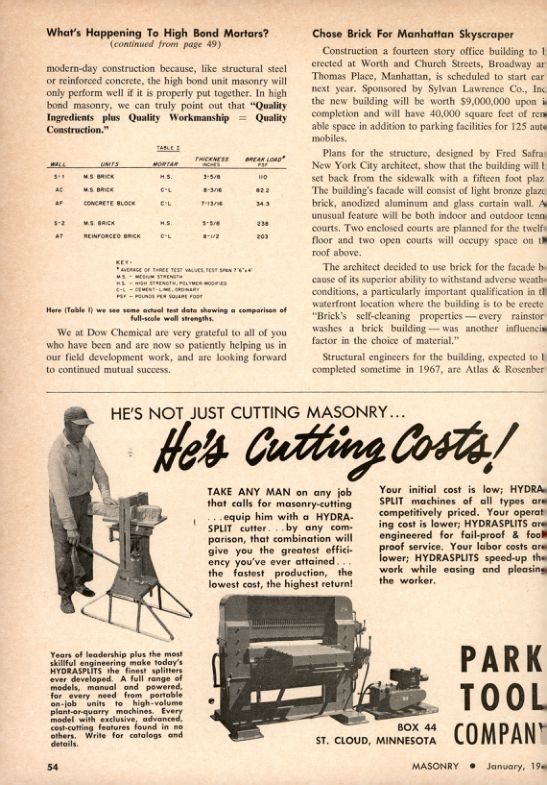 What's Happening To High Bond Mortars?
(continued from page 49)
modern-day construction because, like structural steel
or reinforced concrete, the high bond unit masonry will
only perform well if it is properly put together. In high
bond masonry, we can truly point out that "Quality
Ingredients plus Quality Workmanship = Quality
Construction."
TABLE I
WALL UNITS MORTAR THICKNESS INCHES BREAK LOAD* PSF
S-1 M.S. BRICK H.S. 3-5/8 110
AC M.S. BRICK C-L 8-3/16 82.2
AF CONCRETE BLOCK C-L 7-13/16 34.3
S-2 M.S. BRICK H.S. 5-5/8 238
AT REINFORCED BRICK C-L 8-1/2 203
KEY-
* AVERAGE OF THREE TEST VALUES, TEST SPAN 7'6"x4'
M.S. - MEDIUM STRENGTH
H.S. - HIGH STRENGTH, POLYMER-MODIFIED
C-L - CEMENT-LIME, ORDINARY
PSF - POUNDS PER SQUARE FOOT
Here (Table I) we see some actual test data showing a comparison of
full-scale wall strengths.
We at Dow Chemical are very grateful to all of you
who have been and are now so patiently helping us in
our field development work, and are looking forward
to continued mutual success.
Chose Brick For Manhattan Skyscraper
Construction a fourteen story office building to
erected at Worth and Church Streets, Broadway
Thomas Place, Manhattan, is scheduled to start
next year. Sponsored by Sylvan Lawrence Co., Inc.
the new building will be worth $9,000,000 upon
completion and will have 40,000 square feet of
able space in addition to parking facilities for 125
mobiles.
Plans for the structure, designed by Fred
New York City architect, show that the building will
set back from the sidewalk with a fifteen foot
The building's facade will consist of light bronze
brick, anodized aluminum and glass curtain wall.
unusual feature will be both indoor and outdoor
courts. Two enclosed courts are planned for the
floor and two open courts will occupy space on
roof above.
The architect decided to use brick for the facade
cause of its superior ability to withstand adverse
conditions, a particularly important qualification in
waterfront location where the building is to be
"Brick's self-cleaning properties — every
washes a brick building — was another
factor in the choice of material."
Structural engineers for the building, expected to
completed sometime in 1967, are Atlas &
HE'S NOT JUST CUTTING MASONRY...
He's Cutting Costs!
TAKE ANY MAN on any job
that calls for masonry-cutting
...equip him with a HYDRA-
SPLIT cutter...by any com-
parison, that combination will
give you the greatest effici-
ency you've ever attained...
the fastest production, the
lowest cost, the highest return!
Your initial cost is low; HYDRA-
SPLIT machines of all types are
competitively priced. Your operat-
ing cost is lower; HYDRASPLITS are
engineered for fail-proof & fool
proof service. Your labor costs are
lower; HYDRASPLITS speed-up the
work while easing and pleasing
the worker.
Years of leadership plus the most
skillful engineering make today's
HYDRASPLITS the finest splitters
ever developed. A full range of
models, manual and powered,
for every need from portable
on-job units to high-volume
plant-or-quarry machines. Every
model with exclusive, advanced,
cost-cutting features found in no
others. Write for catalogs and
details.
PARK
TOOL
COMPANY
BOX 44
ST. CLOUD, MINNESOTA
54
MASONRY • January,